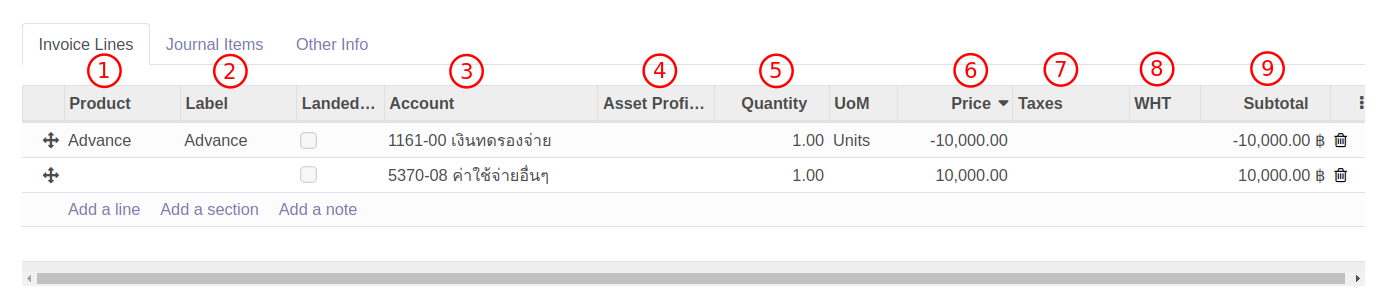 Invoice Lines Journal Items Other Info
1 2 3 4 5 6 7 8 9
Product Label Landed... Account Asset Profi... Quantity UoM Price Taxes WHT Subtotal
Advance Advance 1161-00 เงินทดรองจ่าย 1.00 Units -10,000.00 -10,000.00 ฿
5370-08 ค่าใช้จ่ายอื่นๆ 1.00 10,000.00 10,000.00 ฿
Add a line Add a section Add a note